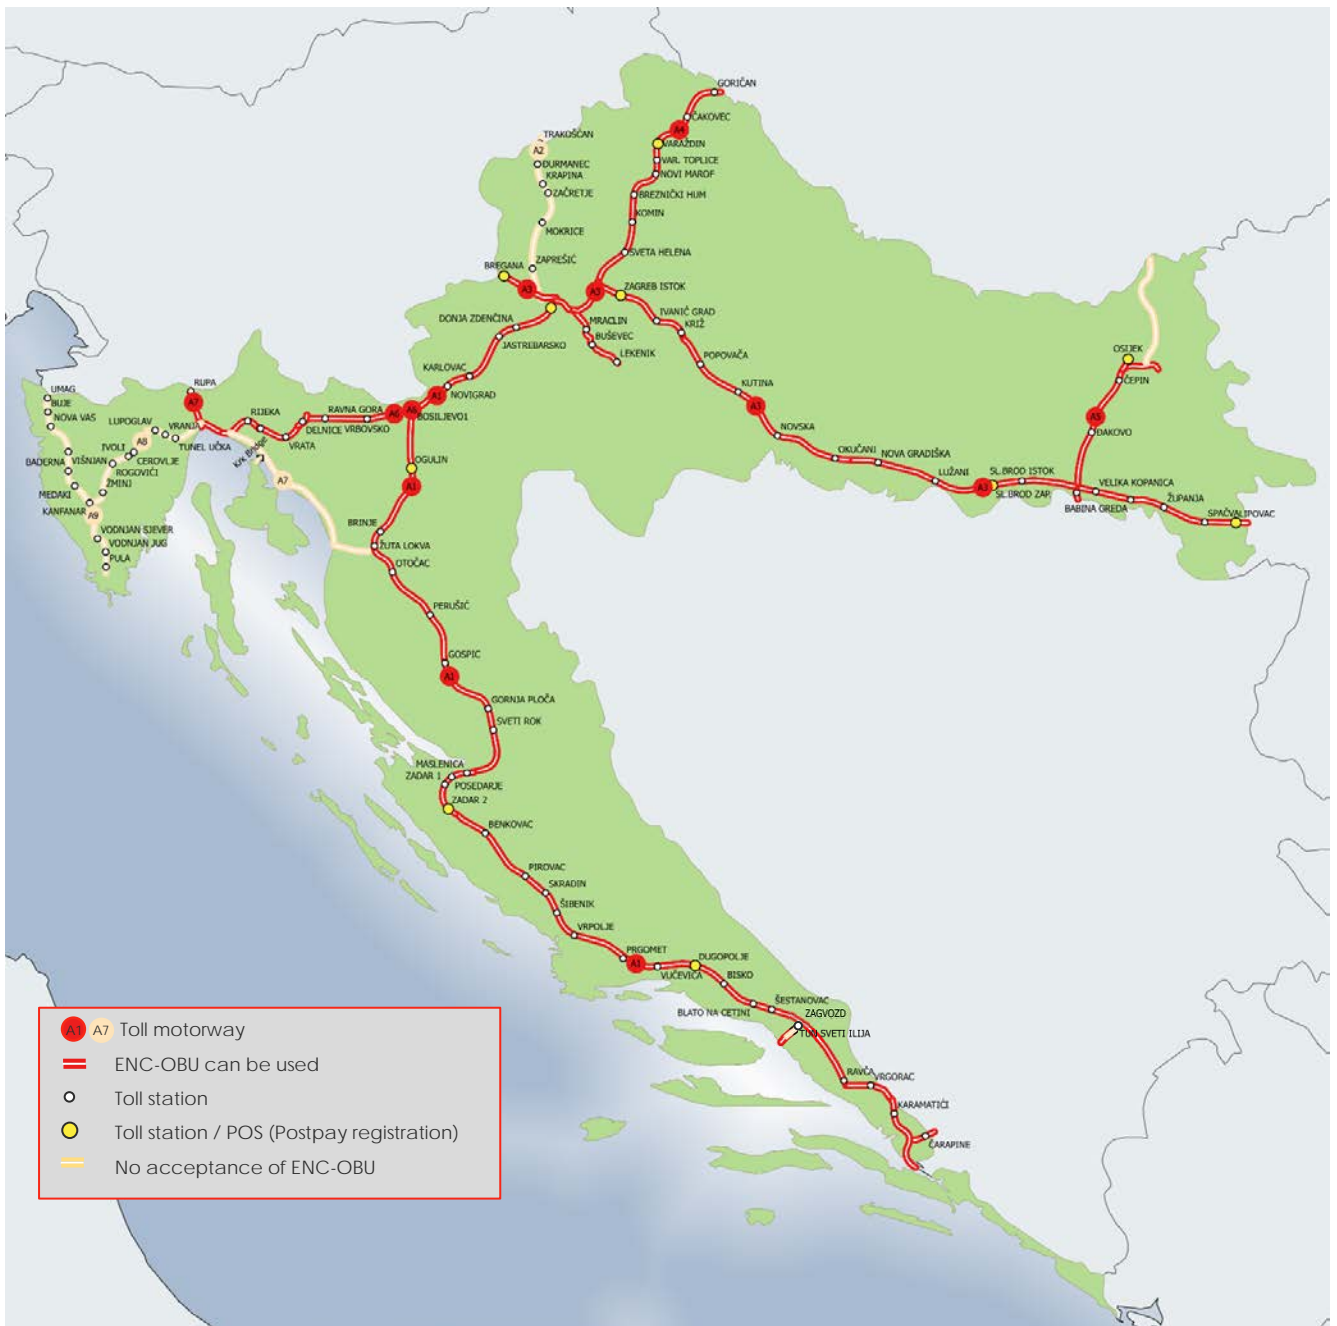 GORIČAN
ČAKOVEC
A4
VARAŽDIN
VAR. TOPLICE
NOVI MAROF
BREZNIČKI HUM
KOMIN
SVETA HELENA
TRAKOŠĆAN
A2
ĐURMANEC
KRAPINA
ZAČRETJE
MOKRICE
ZAPREŠIĆ
BREGANA
A3
A3
ZAGREB ISTOK
IVANIĆ GRAD
KRIŽ
POPOVAČA
KUTINA
A3
NOVSKA
OKUČANI
NOVA GRADIŠKA
LUŽANI
A3
SL.BROD ISTOK
SL.BROD ZAP.
VELIKA KOPANICA
BABINA GREDA
ŽUPANJA
SPAČVA
LIPOVAC
OSIJEK
ČEPIN
A5
ĐAKOVO
MRACLIN
BUŠEVEC
LEKENIK
DONJA ZDENČINA
JASTREBARSKO
KARLOVAC
A1
NOVIGRAD
A6
A6
BOSILJEVO1
RAVNA GORA
VRBOVSKO
DELNICE
VRATA
RIJEKA
RUPA
A7
Krk Bridge
A7
UMAG
BUJE
NOVA VAS
LUPOGLAV
VRANJA
TUNEL UČKA
A8
IVOLI
CEROVLJE
ROGOVIĆI
VIŠNJAN
BADERNA
ŽMINJ
MEDAKI
KANFANAR
A9
VODNJAN SJEVER
VODNJAN JUG
PULA
OGULIN
A1
BRINJE
ŽUTA LOKVA
OTOČAC
PERUŠIĆ
GOSPIC
A1
GORNJA PLOČA
SVETI ROK
MASLENICA
ZADAR 1
POSEDARJE
ZADAR 2
BENKOVAC
PIROVAC
SKRADIN
ŠIBENIK
VRPOLJE
PRGOMET
A1
VUČEVICA
DUGOPOLJE
BISKO
BLATO NA CETINI
ŠESTANOVAC
ZAGVOZD
TUN SVETI ILIJA
RAVČA
VRGORAC
KARAMATIĆI
ČARAPINE
A1 A7 Toll motorway
ENC-OBU can be used
Toll station
Toll station / POS (Postpay registration)
No acceptance of ENC-OBU